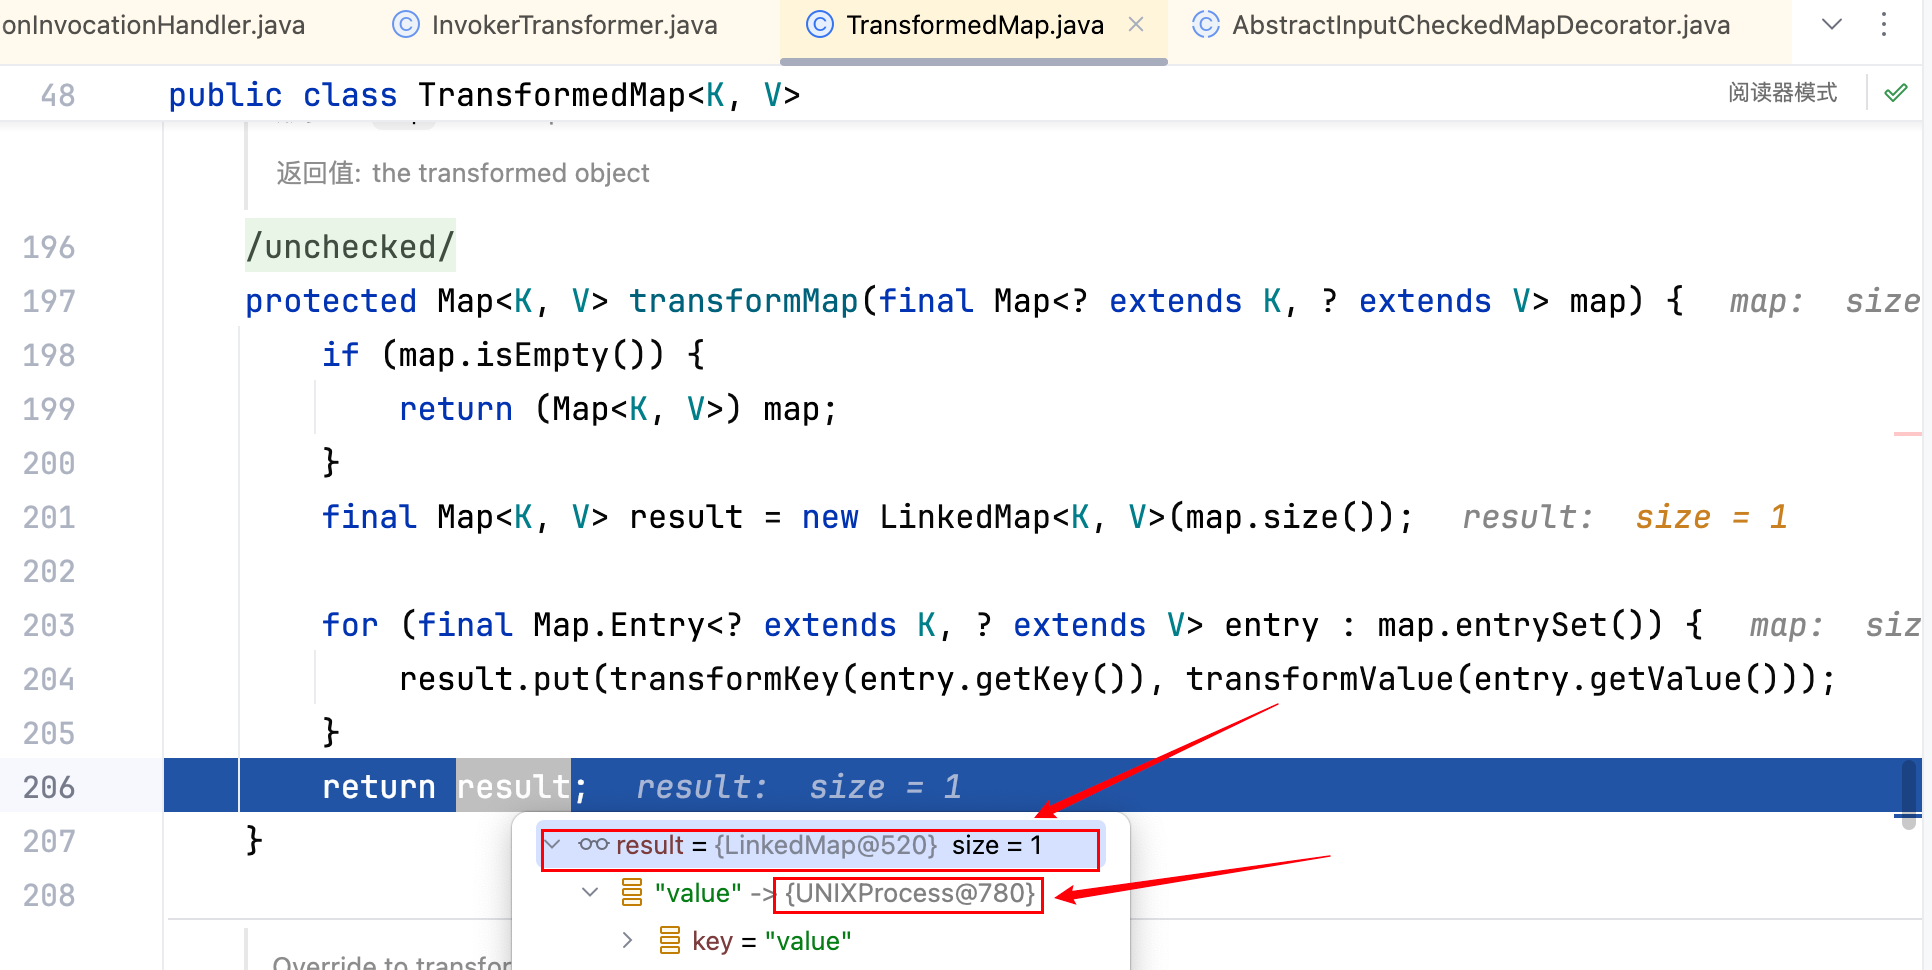 onInvocationHandler.java InvokerTransformer.java TransformedMap.java AbstractInputCheckedMapDecorator.java
48 public class TransformedMap<K, V> 阅读器模式
返回值: the transformed object
196 /unchecked/
197 protected Map<K, V> transformMap(final Map<? extends K, ? extends V> map) { map: size
198 if (map.isEmpty()) {
199 return (Map<K, V>) map;
200 }
201 final Map<K, V> result = new LinkedMap<K, V>(map.size()); result: size = 1
202
203 for (final Map.Entry<? extends K, ? extends V> entry : map.entrySet()) { map: siz
204 result.put(transformKey(entry.getKey()), transformValue(entry.getValue()));
205 }
206 return result; result: size = 1
207 }
result = {LinkedMap@520} size = 1
208
"value" -> {UNIXProcess@780}
key = "value"
Override to transfor